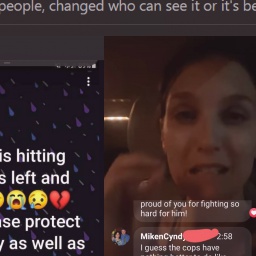 people, changed who can see it or it's be
is hitting
s left and
😭😢💔
se protect
y as well as
proud of you for fighting so
hard for him!
MikenCynd 2:58
I guess the cops have
nothing better to do like